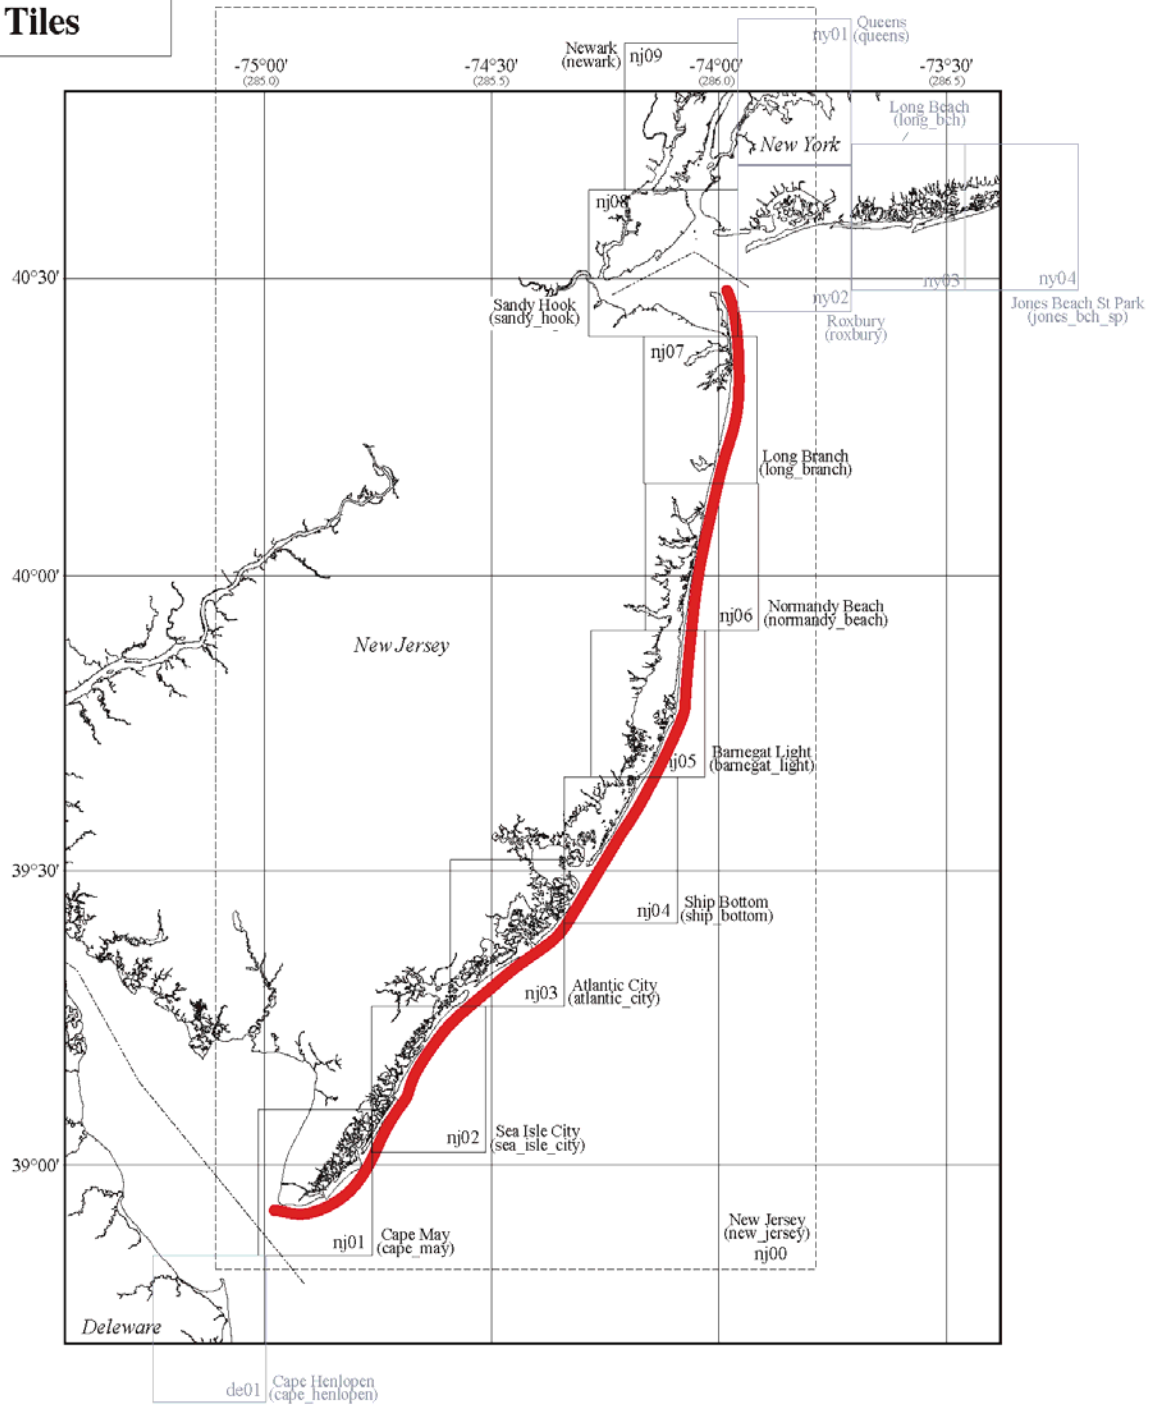 Tiles
Queens
ny01 (queens)
Newark
(newark)
nj09
-75°00'
(285.0)
-74°30'
(285.5)
-74°00'
(286.0)
-73°30'
(286.5)
Long Beach
(long_bch)
New York
nj08
40°30'
ny03
ny04
ny02
Sandy Hook
(sandy_hook)
Jones Beach St Park
(jones_bch_sp)
Roxbury
(roxbury)
nj07
Long Branch
(long_branch)
40°00'
nj06
Normandy Beach
(normandy_beach)
New Jersey
nj05
Barnegat Light
(barnegat_light)
39°30'
nj04
Ship Bottom
(ship_bottom)
nj03
Atlantic City
(atlantic_city)
nj02
Sea Isle City
(sea_isle_city)
39°00'
New Jersey
(new_jersey)
nj00
nj01
Cape May
(cape_may)
Deleware
de01
Cape Henlopen
(cape_henlopen)